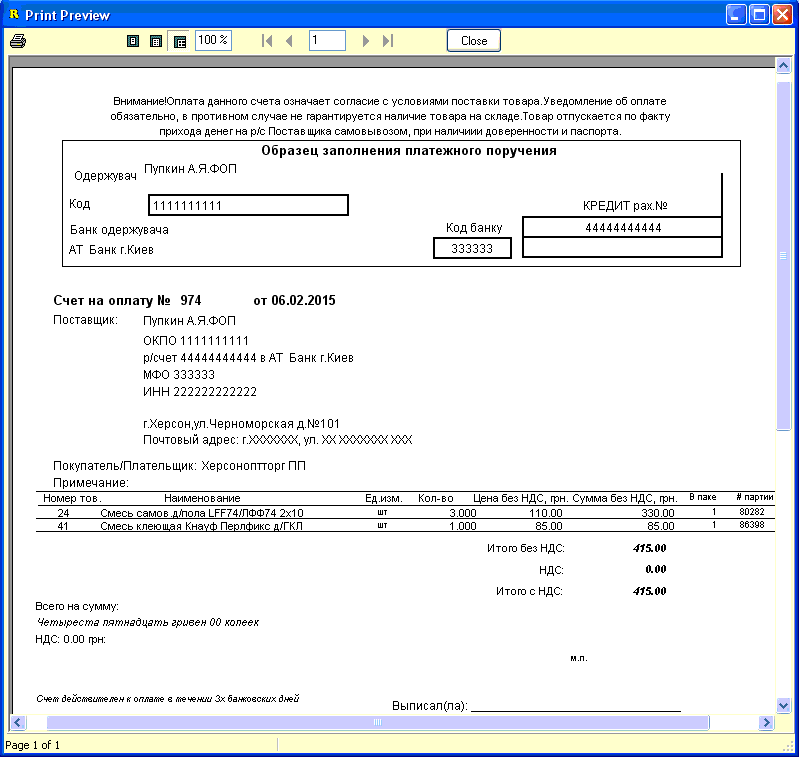 Print Preview
100 %
1
Close
Внимание!Оплата данного счета означает согласие с условиями поставки товара.Уведомление об оплате
обязательно, в противном случае не гарантируется наличие товара на складе.Товар отпускается по факту
прихода денег на р/с Поставщика самовывозом, при наличиии доверенности и паспорта.
Образец заполнения платежного поручения
Одержувач Пупкин А.Я.ФОП
Код 1111111111 КРЕДИТ рах.№
Банк одержувача Код банку 44444444444
АТ Банк г.Киев 333333
Счет на оплату № 974 от 06.02.2015
Поставщик: Пупкин А.Я.ФОП
ОКПО 1111111111
р/счет 44444444444 в АТ Банк г.Киев
МФО 333333
ИНН 222222222222
г.Херсон,ул.Черноморская д.№101
Почтовый адрес: г.XXXXXXX, ул. XX XXXXXXX XXX
Покупатель/Плательщик: Херсоноптторг ПП
Примечание:
Номер тов. Наименование Ед.изм. Кол-во Цена без НДС, грн. Сумма без НДС, грн. В паке # партии
24 Смесь самов.д/пола LFF74/ЛФФ74 2х10 шт 3.000 110.00 330.00 1 80282
41 Смесь клеющая Кнауф Перлфикс д/ГКЛ шт 1.000 85.00 85.00 1 86398
Итого без НДС: 415.00
НДС: 0.00
Итого с НДС: 415.00
Всего на сумму:
Четыреста пятнадцать гривен 00 копеек
НДС: 0.00 грн:
м.п.
Счет действителен к оплате в течении 3х банковских дней
Выписал(ла):
Page 1 of 1